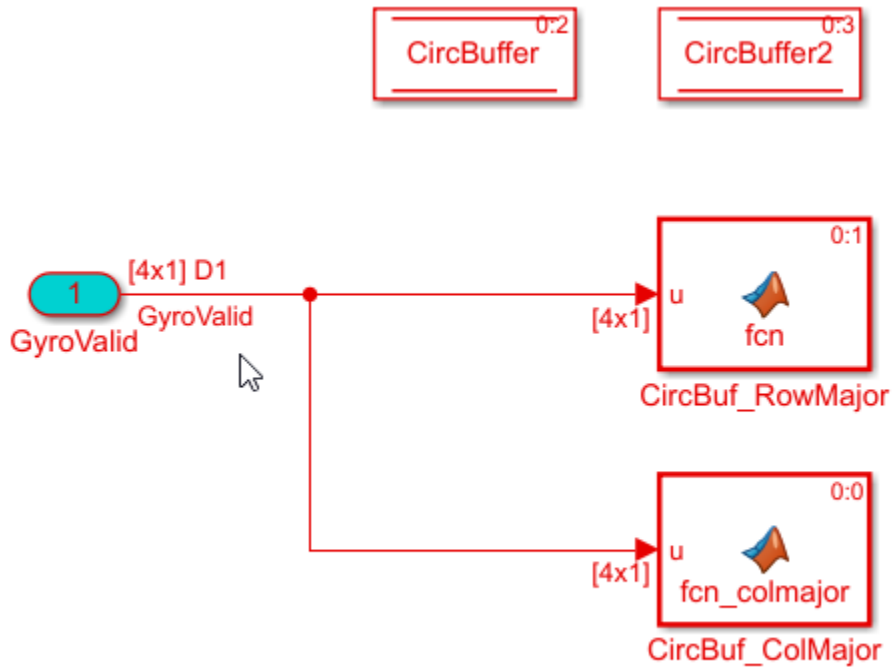 0:2
CircBuffer
0:3
CircBuffer2
0:1
[4x1] D1
1
GyroValid
GyroValid
u
[4x1]
fcn
CircBuf_RowMajor
0:0
u
[4x1]
fcn_colmajor
CircBuf_ColMajor